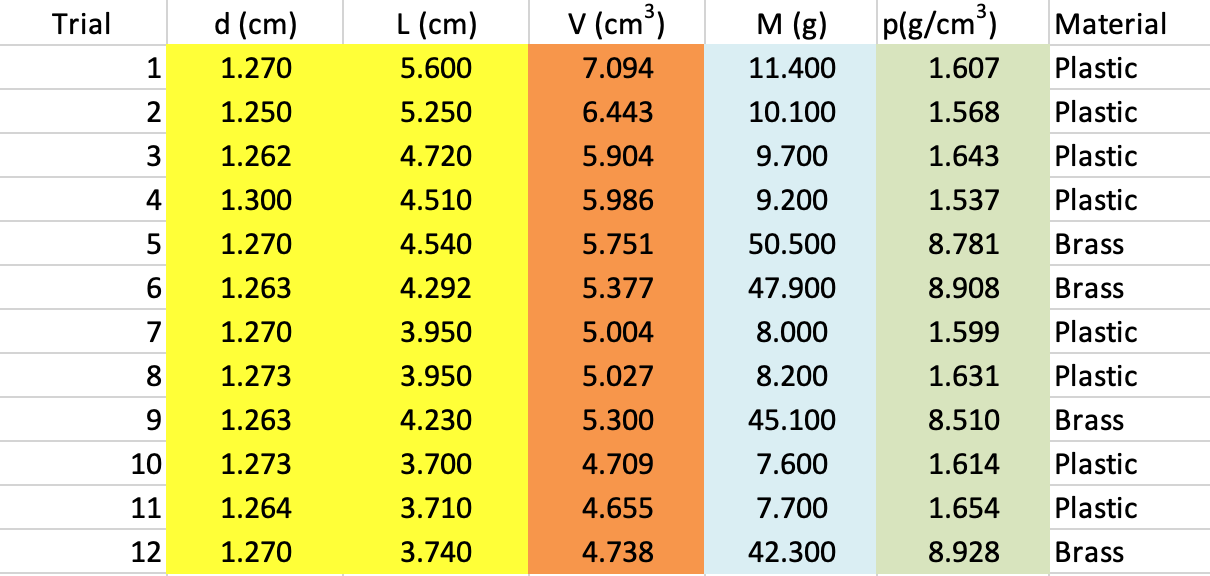 Trial d (cm) L (cm) V (cm³) M (g) p(g/cm³) Material
1 1.270 5.600 7.094 11.400 1.607 Plastic
2 1.250 5.250 6.443 10.100 1.568 Plastic
3 1.262 4.720 5.904 9.700 1.643 Plastic
4 1.300 4.510 5.986 9.200 1.537 Plastic
5 1.270 4.540 5.751 50.500 8.781 Brass
6 1.263 4.292 5.377 47.900 8.908 Brass
7 1.270 3.950 5.004 8.000 1.599 Plastic
8 1.273 3.950 5.027 8.200 1.631 Plastic
9 1.263 4.230 5.300 45.100 8.510 Brass
10 1.273 3.700 4.709 7.600 1.614 Plastic
11 1.264 3.710 4.655 7.700 1.654 Plastic
12 1.270 3.740 4.738 42.300 8.928 Brass